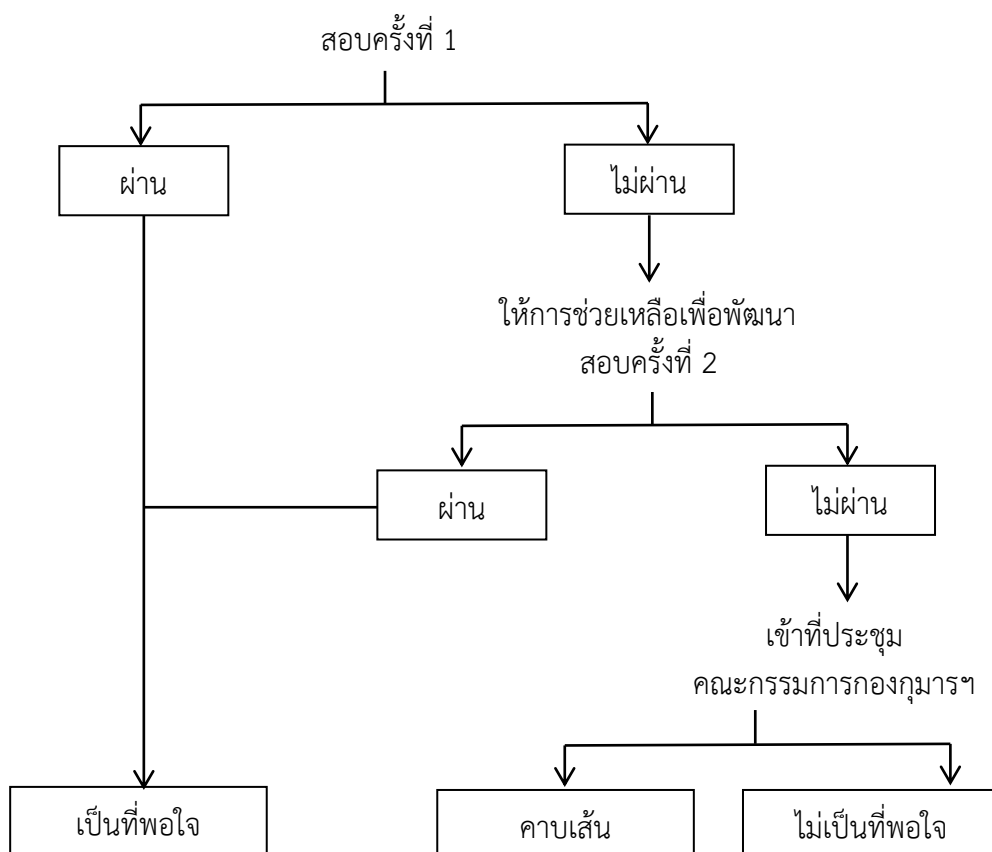 สอบครั้งที่ 1
ผ่าน
ไม่ผ่าน
ให้การช่วยเหลือเพื่อพัฒนา
สอบครั้งที่ 2
ผ่าน
ไม่ผ่าน
เข้าที่ประชุม
คณะกรรมการกองกุมารฯ
เป็นที่พอใจ
คาบเส้น
ไม่เป็นที่พอใจ